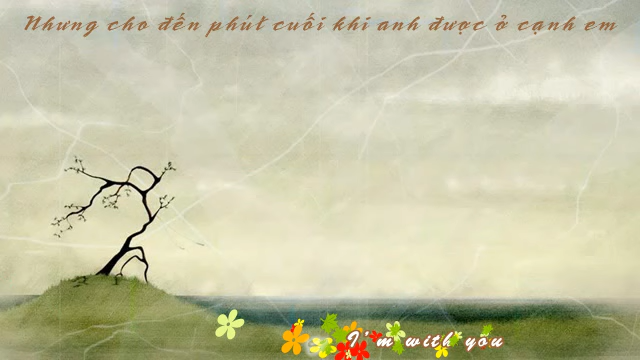 Nhưng cho đến phút cuối khi anh được ở cạnh em
I'm with you